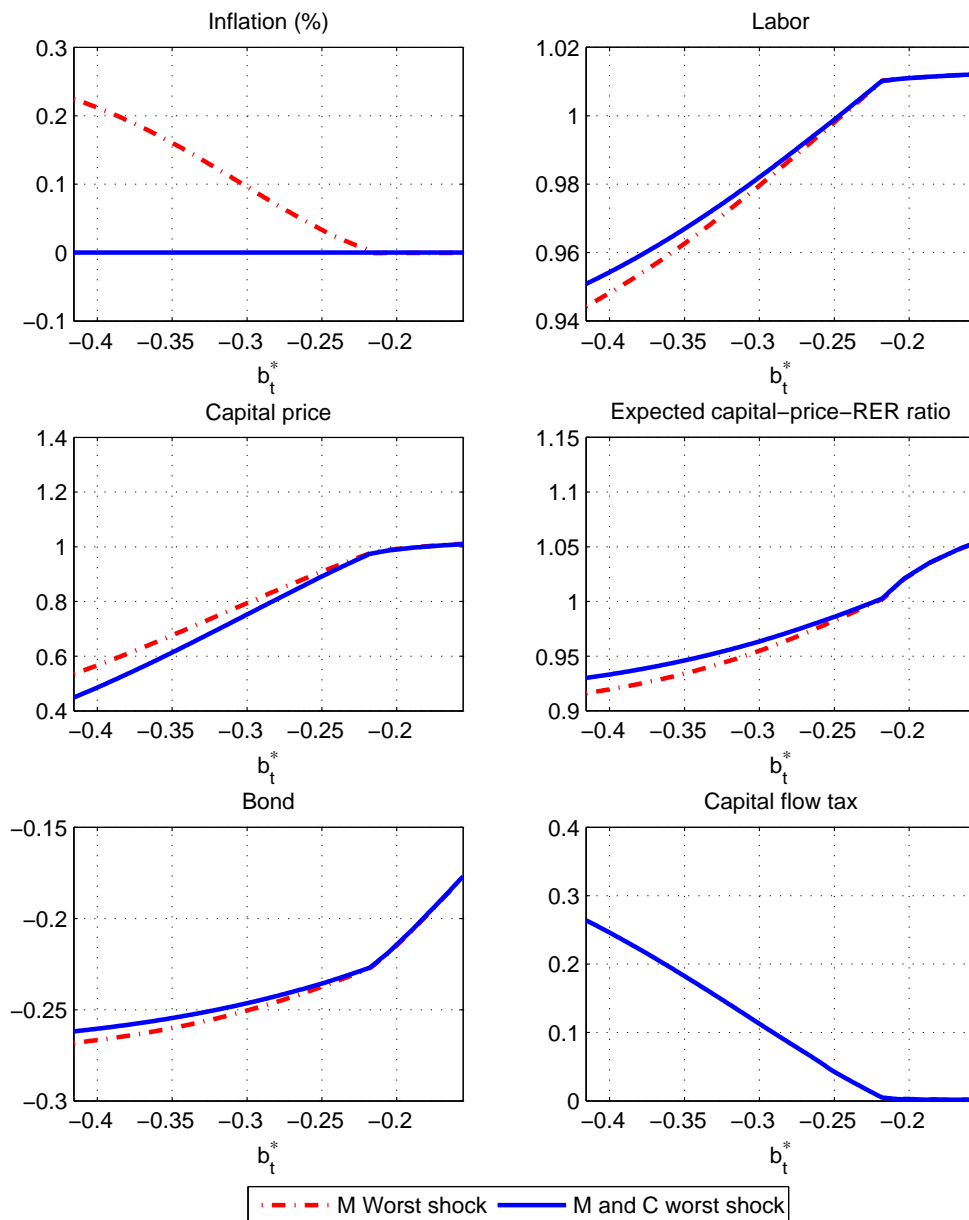 Inflation (%)
0.3
0.2
0.1
0
−0.1
−0.4 −0.35 −0.3 −0.25 −0.2
b*t
Labor
1.02
1
0.98
0.96
0.94
−0.4 −0.35 −0.3 −0.25 −0.2
b*t
Capital price
1.4
1.2
1
0.8
0.6
0.4
−0.4 −0.35 −0.3 −0.25 −0.2
b*t
Expected capital−price−RER ratio
1.15
1.1
1.05
1
0.95
0.9
−0.4 −0.35 −0.3 −0.25 −0.2
b*t
Bond
−0.15
−0.2
−0.25
−0.3
−0.4 −0.35 −0.3 −0.25 −0.2
b*t
Capital flow tax
0.4
0.3
0.2
0.1
0
−0.4 −0.35 −0.3 −0.25 −0.2
b*t
M Worst shock M and C worst shock